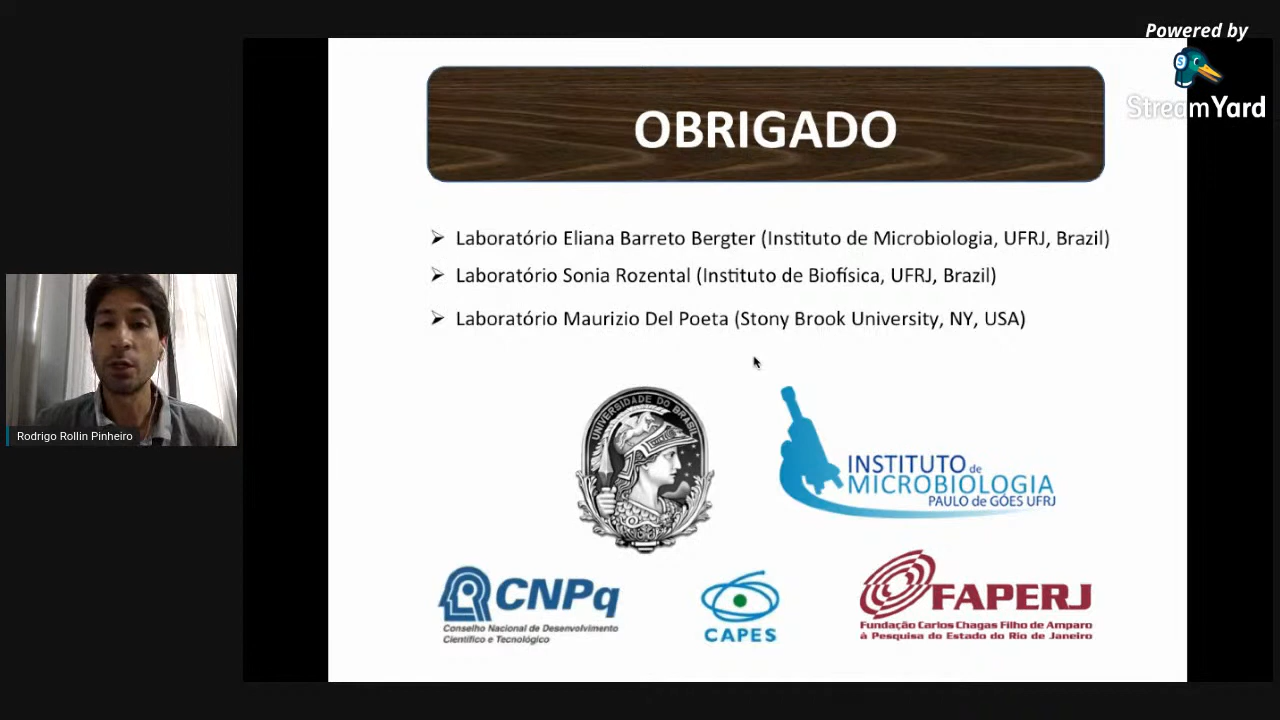 Powered by
StreamYard
OBRIGADO
➢ Laboratório Eliana Barreto Bergter (Instituto de Microbiologia, UFRJ, Brazil)
➢ Laboratório Sonia Rozental (Instituto de Biofísica, UFRJ, Brazil)
➢ Laboratório Maurizio Del Poeta (Stony Brook University, NY, USA)
Rodrigo Rollin Pinheiro
UNIVERSIDADE DO BRASIL
INSTITUTO de
MICROBIOLOGIA
PAULO de GÓES UFRJ
CNPq
Conselho Nacional de Desenvolvimento
Científico e Tecnológico
CAPES
FAPERJ
Fundação Carlos Chagas Filho de Amparo
à Pesquisa do Estado do Rio de Janeiro